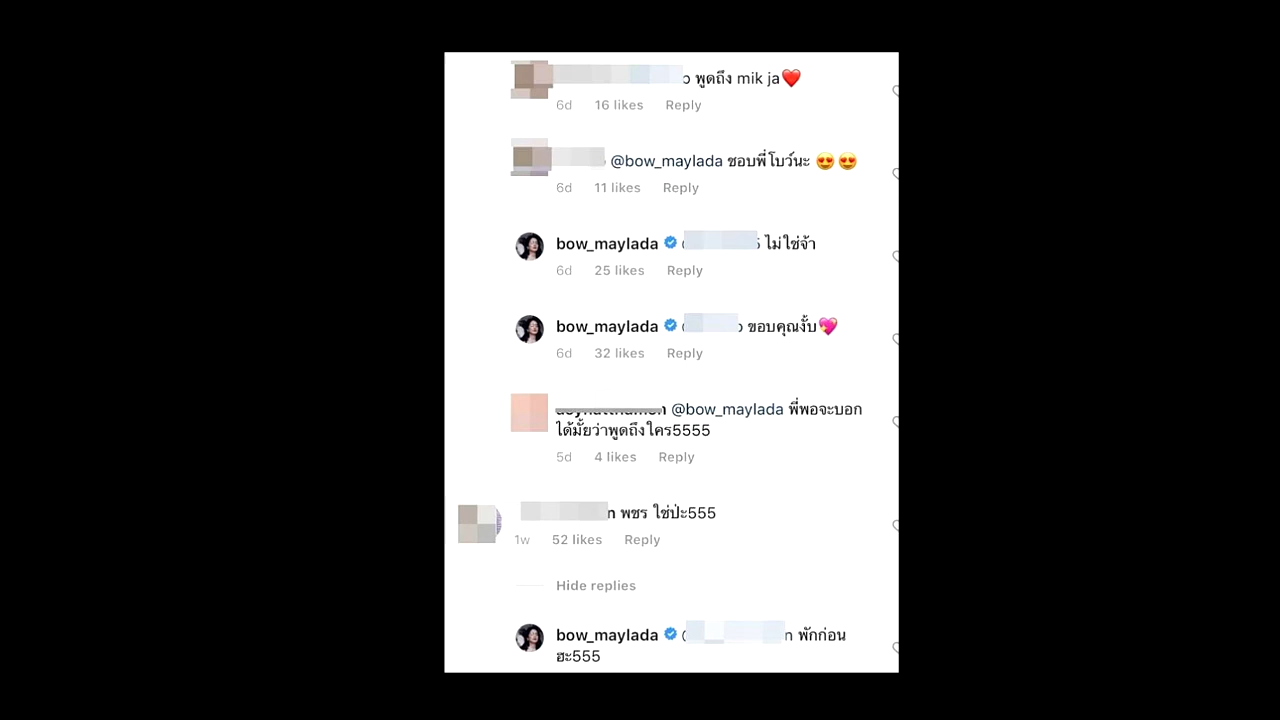 พูดถึง mik ja❤️
6d 16 likes Reply
@bow_maylada ชอบพี่โบว์นะ 😍😍
6d 11 likes Reply
bow_maylada ไม่ใช่จ้า
6d 25 likes Reply
bow_maylada ขอบคุณงั้บ💖
6d 32 likes Reply
@bow_maylada พี่พอจะบอก
ได้มั้ยว่าพูดถึงใคร5555
5d 4 likes Reply
พชร ใช่ป่ะ555
1w 52 likes Reply
Hide replies
bow_maylada พักก่อน
ฮะ555